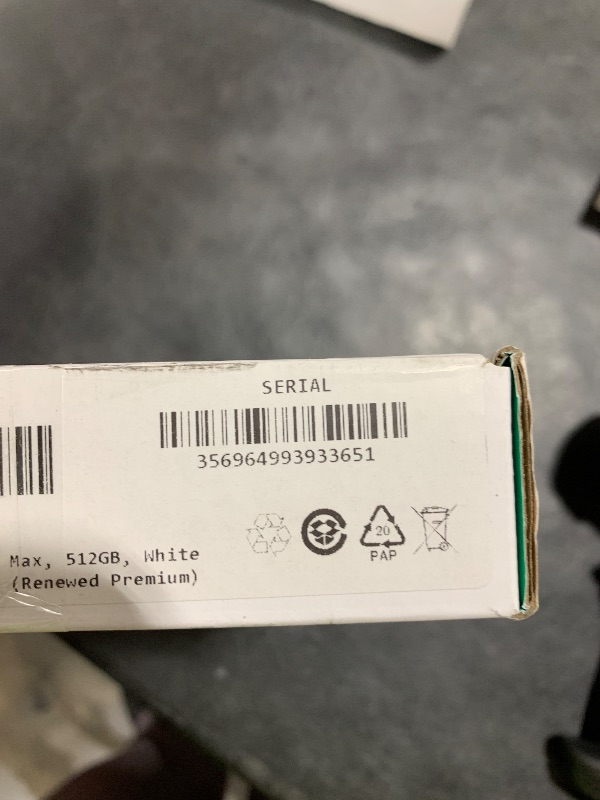 SERIAL
356964993933651
20
PAP
Max, 512GB, White
(Renewed Premium)